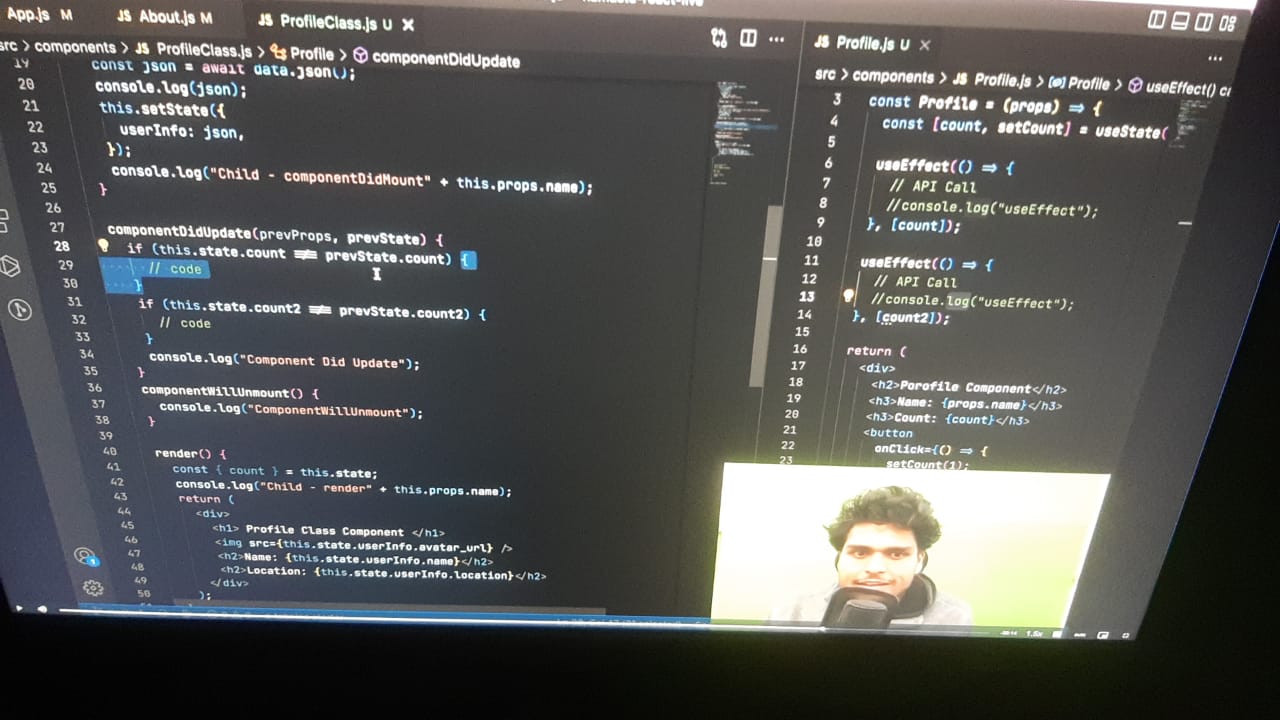 App.js M
JS About.js M
JS ProfileClass.js U
src > components > JS ProfileClass.js > Profile > componentDidUpdate
19 const json = await data.json();
20 console.log(json);
21 this.setState({
22 userInfo: json,
23 });
24 console.log("Child - componentDidMount" + this.props.name);
25 }
26
27 componentDidUpdate(prevProps, prevState) {
28 if (this.state.count !== prevState.count) {
29 // code
30 }
31 if (this.state.count2 !== prevState.count2) {
32 // code
33 }
34 console.log("Component Did Update");
35 }
36 componentWillUnmount() {
37 console.log("ComponentWillUnmount");
38 }
39
40 render() {
41 const { count } = this.state;
42 console.log("Child - render" + this.props.name);
43 return (
44 <div>
45 <h1> Profile Class Component </h1>
46 <img src={this.state.userInfo.avatar_url} />
47 <h2>Name: {this.state.userInfo.name}</h2>
48 <h2>Location: {this.state.userInfo.location}</h2>
49 </div>
50 );
JS Profile.js U
src > components > JS Profile.js > Profile > useEffect()
3 const Profile = (props) => {
4 const [count, setCount] = useState(
5
6 useEffect(() => {
7 // API Call
8 //console.log("useEffect");
9 }, [count]);
10
11 useEffect(() => {
12 // API Call
13 //console.log("useEffect");
14 }, [count2]);
15
16 return (
17 <div>
18 <h2>Porofile Component</h2>
19 <h3>Name: {props.name}</h3>
20 <h3>Count: {count}</h3>
21 <button
22 onClick={() => {
23 setCount(1);
1.5x